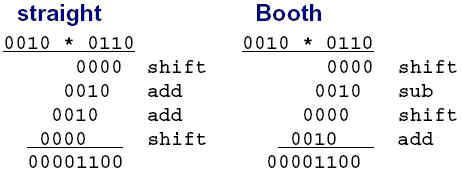 straight Booth
0010 * 0110 0010 * 0110
0000 shift 0000 shift
0010 add 0010 sub
0010 add 0000 shift
0000 shift 0010 add
00001100 00001100